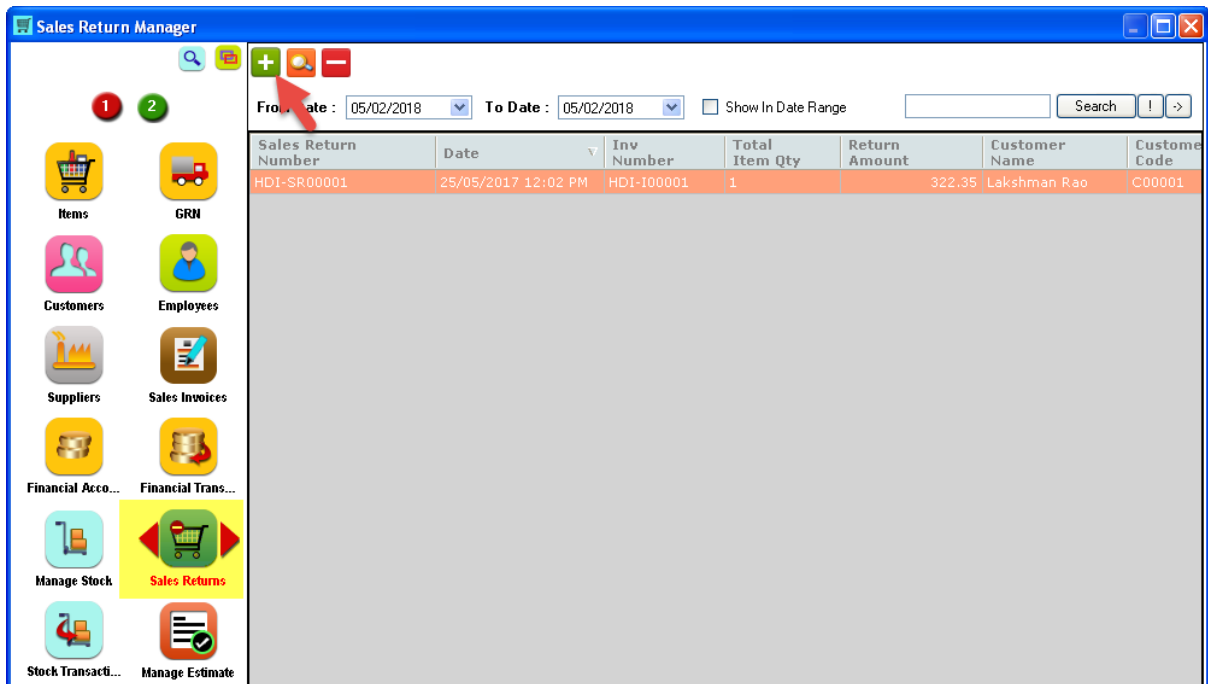 Sales Return Manager
1 2
From Date : 05/02/2018 To Date : 05/02/2018 Show In Date Range Search ! ->
Sales Return Number Date Inv Number Total Item Qty Return Amount Customer Name Custome Code
HDI-SR00001 25/05/2017 12:02 PM HDI-I00001 1 322.35 Lakshman Rao C00001
Items GRN
Customers Employees
Suppliers Sales Invoices
Financial Acco... Financial Trans...
Manage Stock Sales Returns
Stock Transacti... Manage Estimate